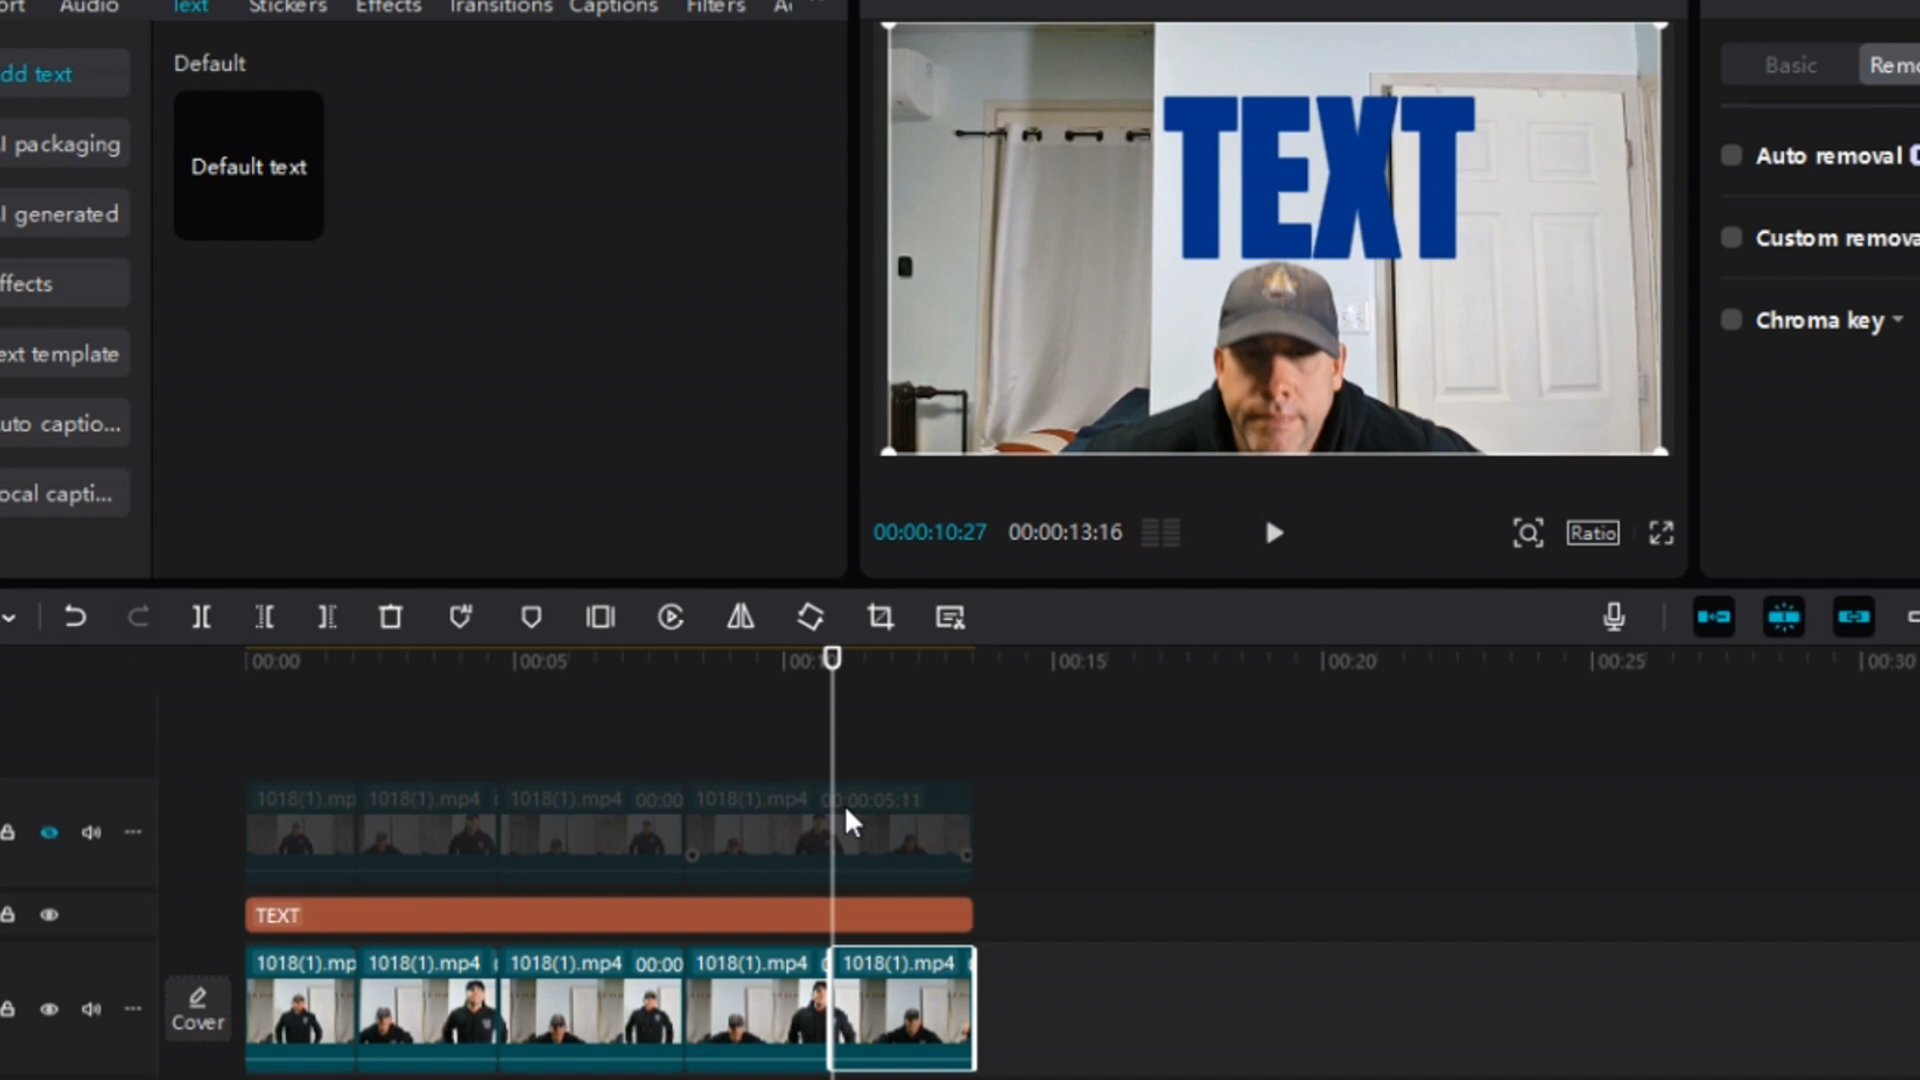 Audio
Text
Stickers
Effects
Transitions
Captions
Filters
dd text
I packaging
I generated
ffects
ext template
uto captio...
ocal capti...
Default
Default text
TEXT
Basic
Remo
Auto removal
Custom remova
Chroma key
00:00:10:27
00:00:13:16
Ratio
00:00
00:05
00:1
00:15
00:20
00:25
00:30
1018(1).mp
1018(1).mp4
1018(1).mp4 00:00
1018(1).mp4 00:00:05:11
TEXT
Cover
1018(1).mp
1018(1).mp4
1018(1).mp4 00:00
1018(1).mp4
1018(1).mp4